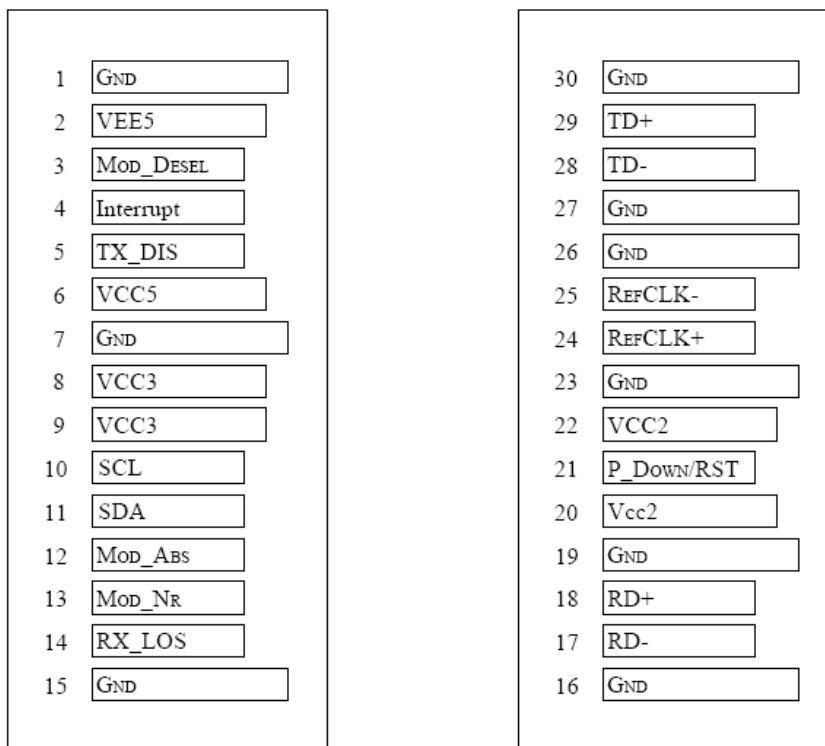 1 GND
2 VEE5
3 MOD_DESEL
4 Interrupt
5 TX_DIS
6 VCC5
7 GND
8 VCC3
9 VCC3
10 SCL
11 SDA
12 MOD_ABS
13 MOD_NR
14 RX_LOS
15 GND
30 GND
29 TD+
28 TD-
27 GND
26 GND
25 REFCLK-
24 REFCLK+
23 GND
22 VCC2
21 P_DOWN/RST
20 Vcc2
19 GND
18 RD+
17 RD-
16 GND